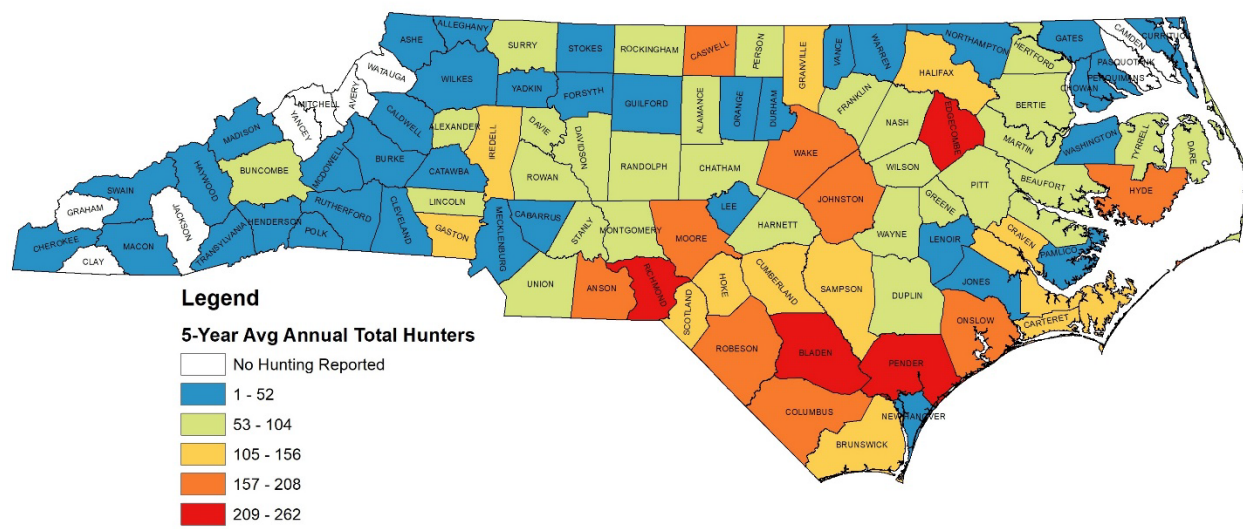 ALLEGHANY
ASHE
SURRY
STOKES
ROCKINGHAM
CASWELL
PERSON
GRANVILLE
VANCE
WARREN
NORTHAMPTON
HERTFORD
GATES
CAMDEN
CURRITUCK
PASQUOTANK
PERQUIMANS
CHOWAN
WATAUGA
WILKES
YADKIN
FORSYTH
GUILFORD
ALAMANCE
ORANGE
DURHAM
FRANKLIN
HALIFAX
BERTIE
MITCHELL
AVERY
YANCEY
CALDWELL
ALEXANDER
IREDELL
DAVIE
DAVIDSON
NASH
EDGECOMBE
MARTIN
WASHINGTON
TYRRELL
DARE
MADISON
HAYWOOD
BUNCOMBE
MCDOWELL
BURKE
CATAWBA
ROWAN
RANDOLPH
CHATHAM
WAKE
WILSON
PITT
BEAUFORT
HYDE
SWAIN
GRAHAM
JACKSON
HENDERSON
RUTHERFORD
CLEVELAND
LINCOLN
GASTON
MECKLENBURG
CABARRUS
STANLY
MONTGOMERY
MOORE
LEE
HARNETT
JOHNSTON
WAYNE
GREENE
LENOIR
CRAVEN
PAMLICO
CHEROKEE
CLAY
MACON
TRANSYLVANIA
POLK
UNION
ANSON
RICHMOND
SCOTLAND
HOKE
CUMBERLAND
SAMPSON
DUPLIN
JONES
ONSLOW
CARTERET
ROBESON
BLADEN
PENDER
COLUMBUS
BRUNSWICK
NEW HANOVER
Legend
5-Year Avg Annual Total Hunters
No Hunting Reported
1 - 52
53 - 104
105 - 156
157 - 208
209 - 262